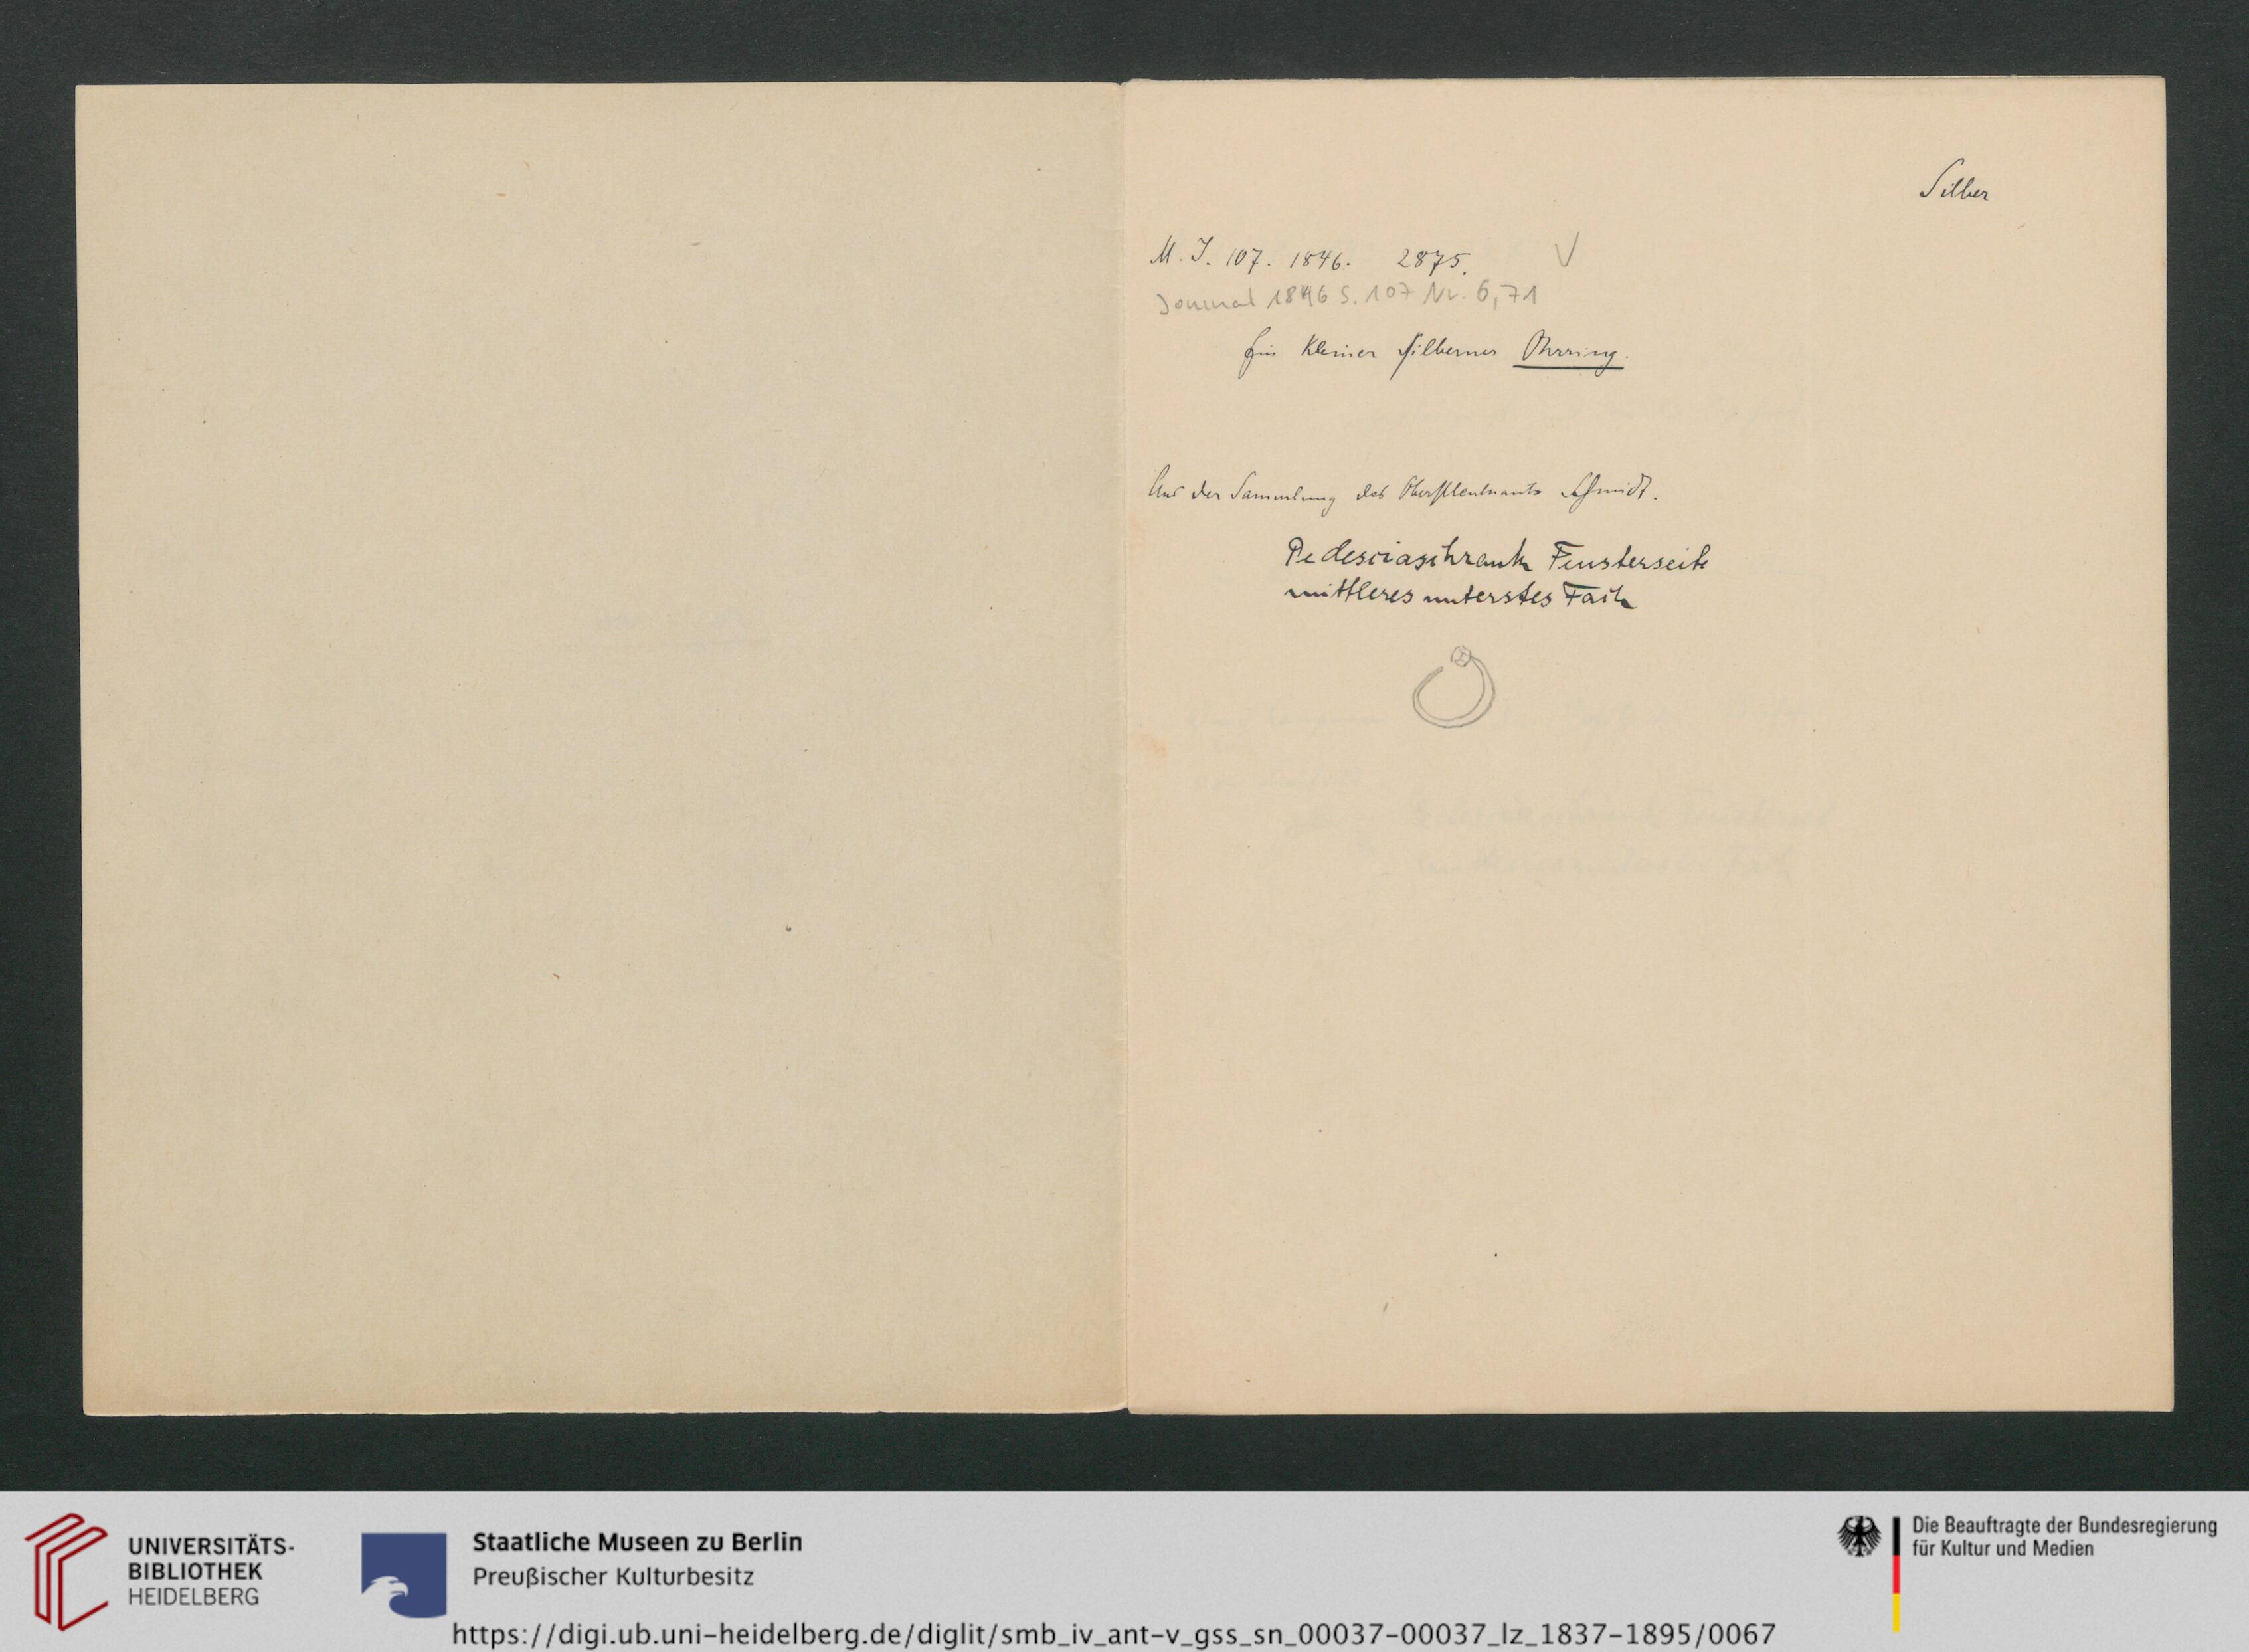 Silber
M. J. 107. 1846. 2875.
Journal 1846 S. 107 Nr. 6,71
Ein kleiner silberner Ohrring.
Aus der Sammlung des Oberstleutnants Schmidt.
Pedesciaschrank Fensterseite
mittleres unterstes Fach
UNIVERSITÄTS-
BIBLIOTHEK
HEIDELBERG
Staatliche Museen zu Berlin
Preußischer Kulturbesitz
Die Beauftragte der Bundesregierung
für Kultur und Medien
https://digi.ub.uni-heidelberg.de/diglit/smb_iv_ant-v_gss_sn_00037-00037_lz_1837-1895/0067